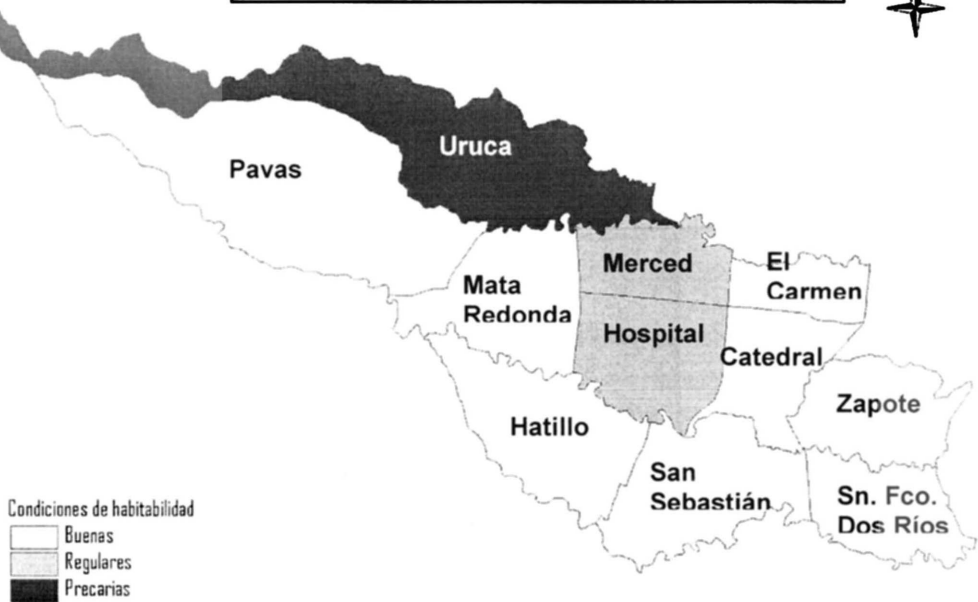 Uruca
Pavas
Merced
El
Carmen
Mata
Redonda
Hospital
Catedral
Zapote
Hatillo
San
Sebastián
Sn. Fco.
Dos Ríos
Condiciones de habitabilidad
Buenas
Regulares
Precarias